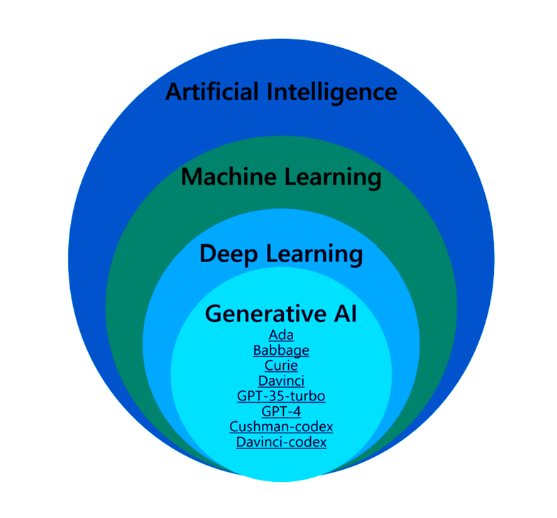 Artificial Intelligence
Machine Learning
Deep Learning
Generative AI
Ada
Babbage
Curie
Davinci
GPT-35-turbo
GPT-4
Cushman-codex
Davinci-codex